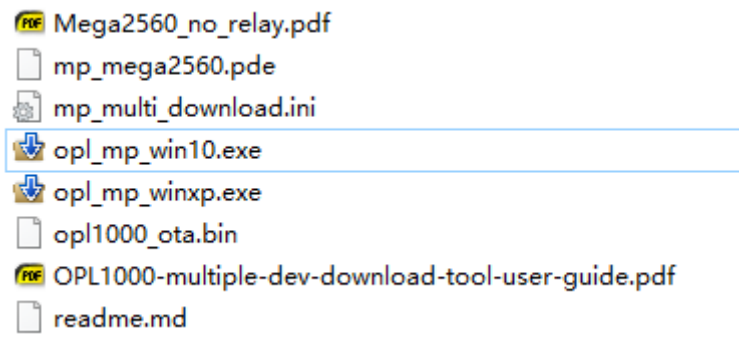 Mega2560_no_relay.pdf
mp_mega2560.pde
mp_multi_download.ini
opl_mp_win10.exe
opl_mp_winxp.exe
opl1000_ota.bin
OPL1000-multiple-dev-download-tool-user-guide.pdf
readme.md